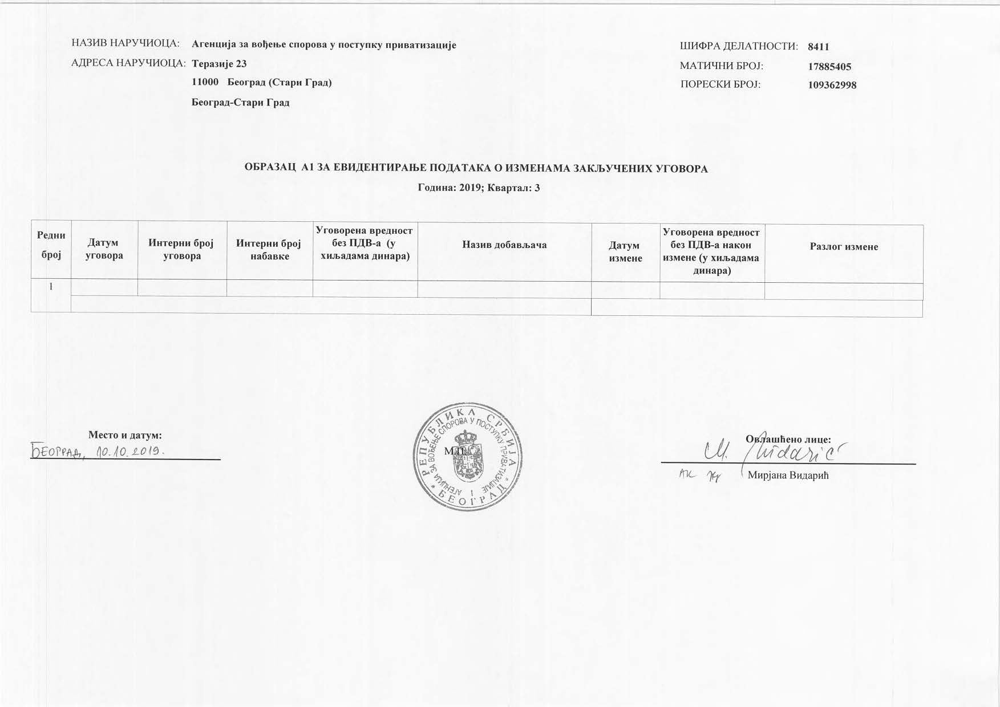 НАЗИВ НАРУЧИОЦА: Агенција за вођење спорова у поступку приватизације
АДРЕСА НАРУЧИОЦА: Теразије 23
11000 Београд (Стари Град)
Београд-Стари Град
ШИФРА ДЕЛАТНОСТИ: 8411
МАТИЧНИ БРОЈ: 17885405
ПОРЕСКИ БРОЈ: 109362998
ОБРАЗАЦ А1 ЗА ЕВИДЕНТИРАЊЕ ПОДАТАКА О ИЗМЕНАМА ЗАКЉУЧЕНИХ УГОВОРА
Година: 2019; Квартал: 3
Редни
број
Датум
уговора
Интерни број
уговора
Интерни број
набавке
Уговорена вредност
без ПДВ-а (у
хиљадама динара)
Назив добављача
Датум
измене
Уговорена вредност
без ПДВ-а након
измене (у хиљадама
динара)
Разлог измене
1
Место и датум:
БЕОГРАД, 10.10.2019.
РЕПУБЛИКА СРБИЈА
АГЕНЦИЈА ЗА ВОЂЕЊЕ СПОРОВА У ПОСТУПКУ ПРИВАТИЗАЦИЈЕ
* БЕОГРАД *
1
М.П.
Овлашћено лице:
M. Vidarić
Мирјана Видарић